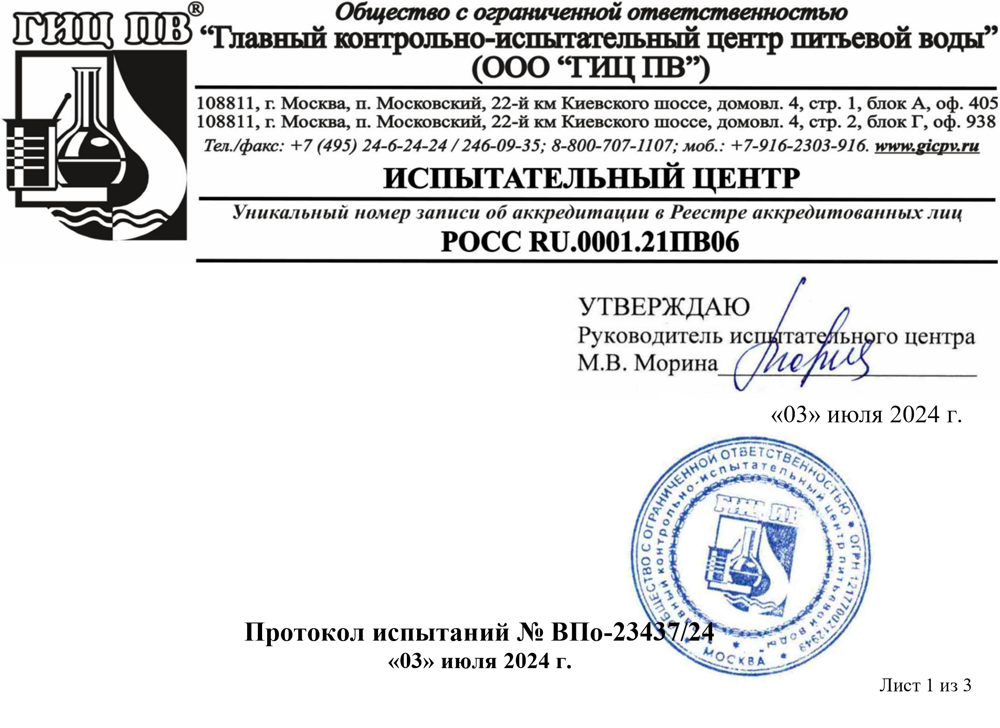 ГИЦ ПВ®
Общество с ограниченной ответственностью
“Главный контрольно-испытательный центр питьевой воды”
(ООО “ГИЦ ПВ”)
108811, г. Москва, п. Московский, 22-й км Киевского шоссе, домовл. 4, стр. 1, блок А, оф. 405
108811, г. Москва, п. Московский, 22-й км Киевского шоссе, домовл. 4, стр. 2, блок Г, оф. 938
Тел./факс: +7 (495) 24-6-24-24 / 246-09-35; 8-800-707-1107; моб.: +7-916-2303-916. www.gicpv.ru
ИСПЫТАТЕЛЬНЫЙ ЦЕНТР
Уникальный номер записи об аккредитации в Реестре аккредитованных лиц
РОСС RU.0001.21ПВ06
УТВЕРЖДАЮ
Руководитель испытательного центра
М.В. Морина
«03» июля 2024 г.
ОБЩЕСТВО С ОГРАНИЧЕННОЙ ОТВЕТСТВЕННОСТЬЮ * ОГРН 1217700212943 * МОСКВА *
"Главный контрольно-испытательный центр питьевой воды" *
ГИЦ ПВ
Протокол испытаний № ВПо-23437/24
«03» июля 2024 г.
Лист 1 из 3